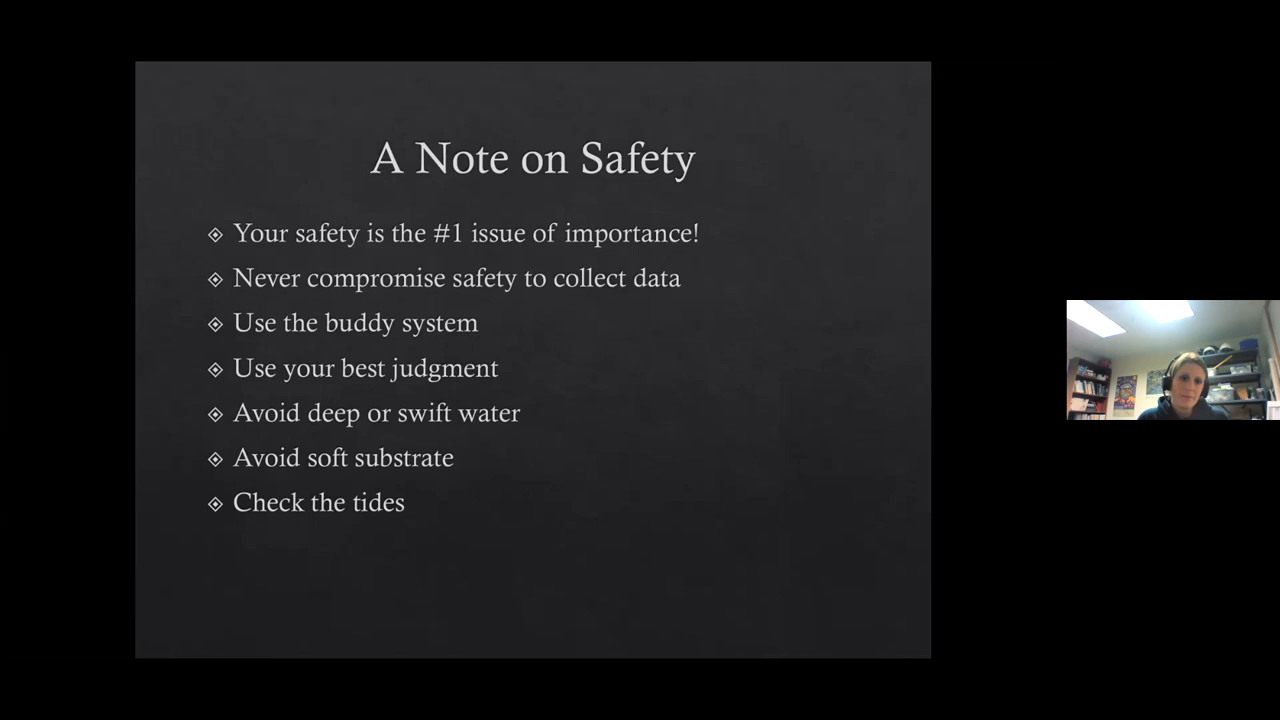 A Note on Safety
Your safety is the #1 issue of importance!
Never compromise safety to collect data
Use the buddy system
Use your best judgment
Avoid deep or swift water
Avoid soft substrate
Check the tides